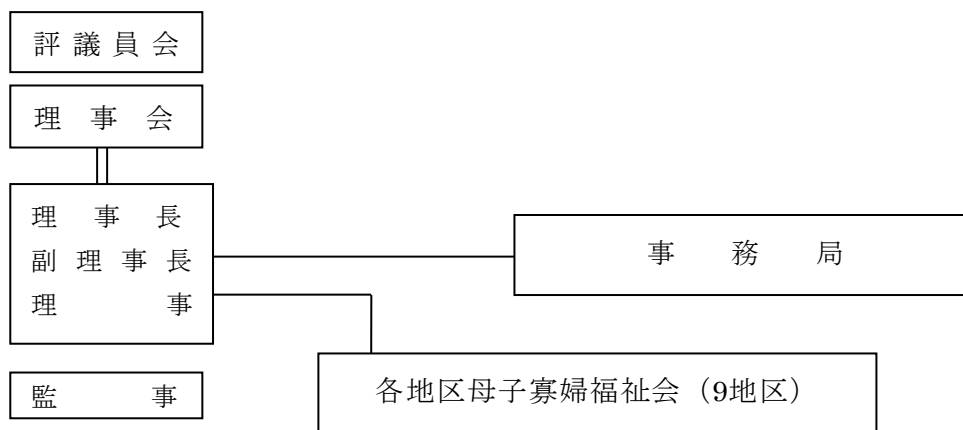 評議員会
理事会
理事長
副理事長
理事
事務局
各地区母子寡婦福祉会（9地区）
監事